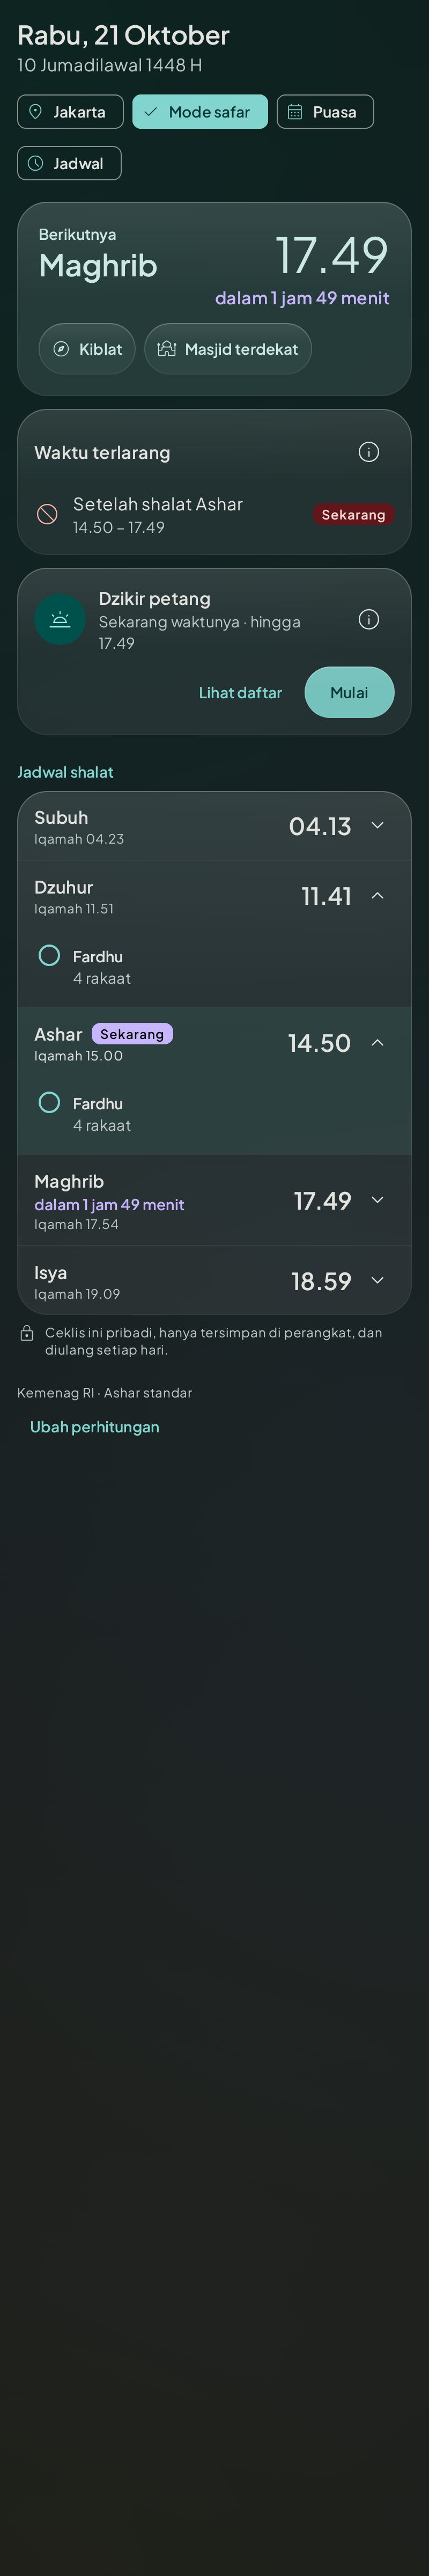 Rabu, 21 Oktober
10 Jumadilawal 1448 H
Jakarta
Mode safar
Puasa
Jadwal
Berikutnya
Maghrib
17.49
dalam 1 jam 49 menit
Kiblat
Masjid terdekat
Waktu terlarang
Setelah shalat Ashar
14.50 – 17.49
Sekarang
Dzikir petang
Sekarang waktunya · hingga
17.49
Lihat daftar
Mulai
Jadwal shalat
Subuh
Iqamah 04.23
04.13
Dzuhur
Iqamah 11.51
11.41
Fardhu
4 rakaat
Ashar
Sekarang
Iqamah 15.00
14.50
Fardhu
4 rakaat
Maghrib
dalam 1 jam 49 menit
Iqamah 17.54
17.49
Isya
Iqamah 19.09
18.59
Ceklis ini pribadi, hanya tersimpan di perangkat, dan
diulang setiap hari.
Kemenag RI · Ashar standar
Ubah perhitungan